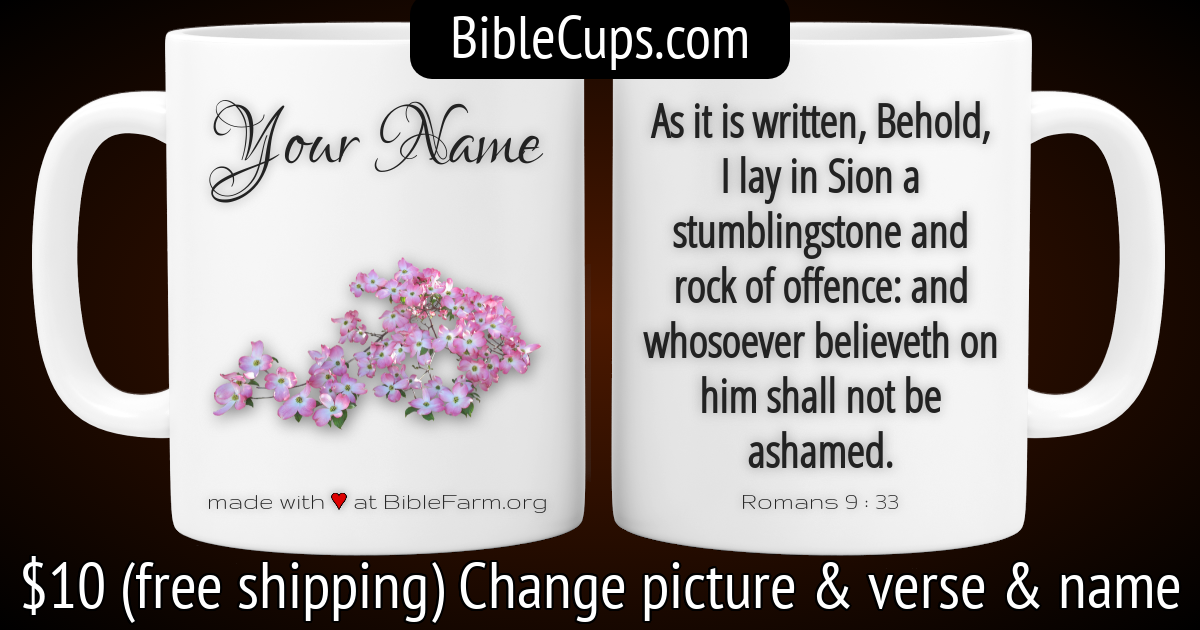 BibleCups.com
Your Name
made with ♥ at BibleFarm.org
As it is written, Behold,
I lay in Sion a
stumblingstone and
rock of offence: and
whosoever believeth on
him shall not be
ashamed.
Romans 9 : 33
$10 (free shipping) Change picture & verse & name